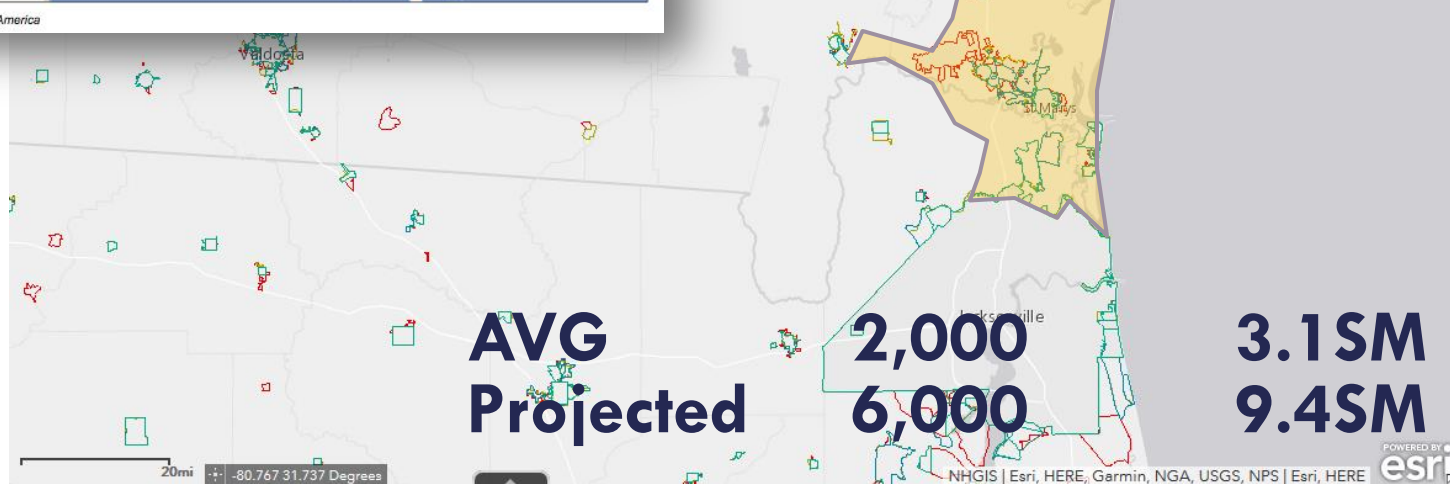 America
Valdosta
St Marys
Jacksonville
AVG 2,000 3.1SM
Projected 6,000 9.4SM
20mi
-80.767 31.737 Degrees
NHGIS | Esri, HERE, Garmin, NGA, USGS, NPS | Esri, HERE
POWERED BY
esri